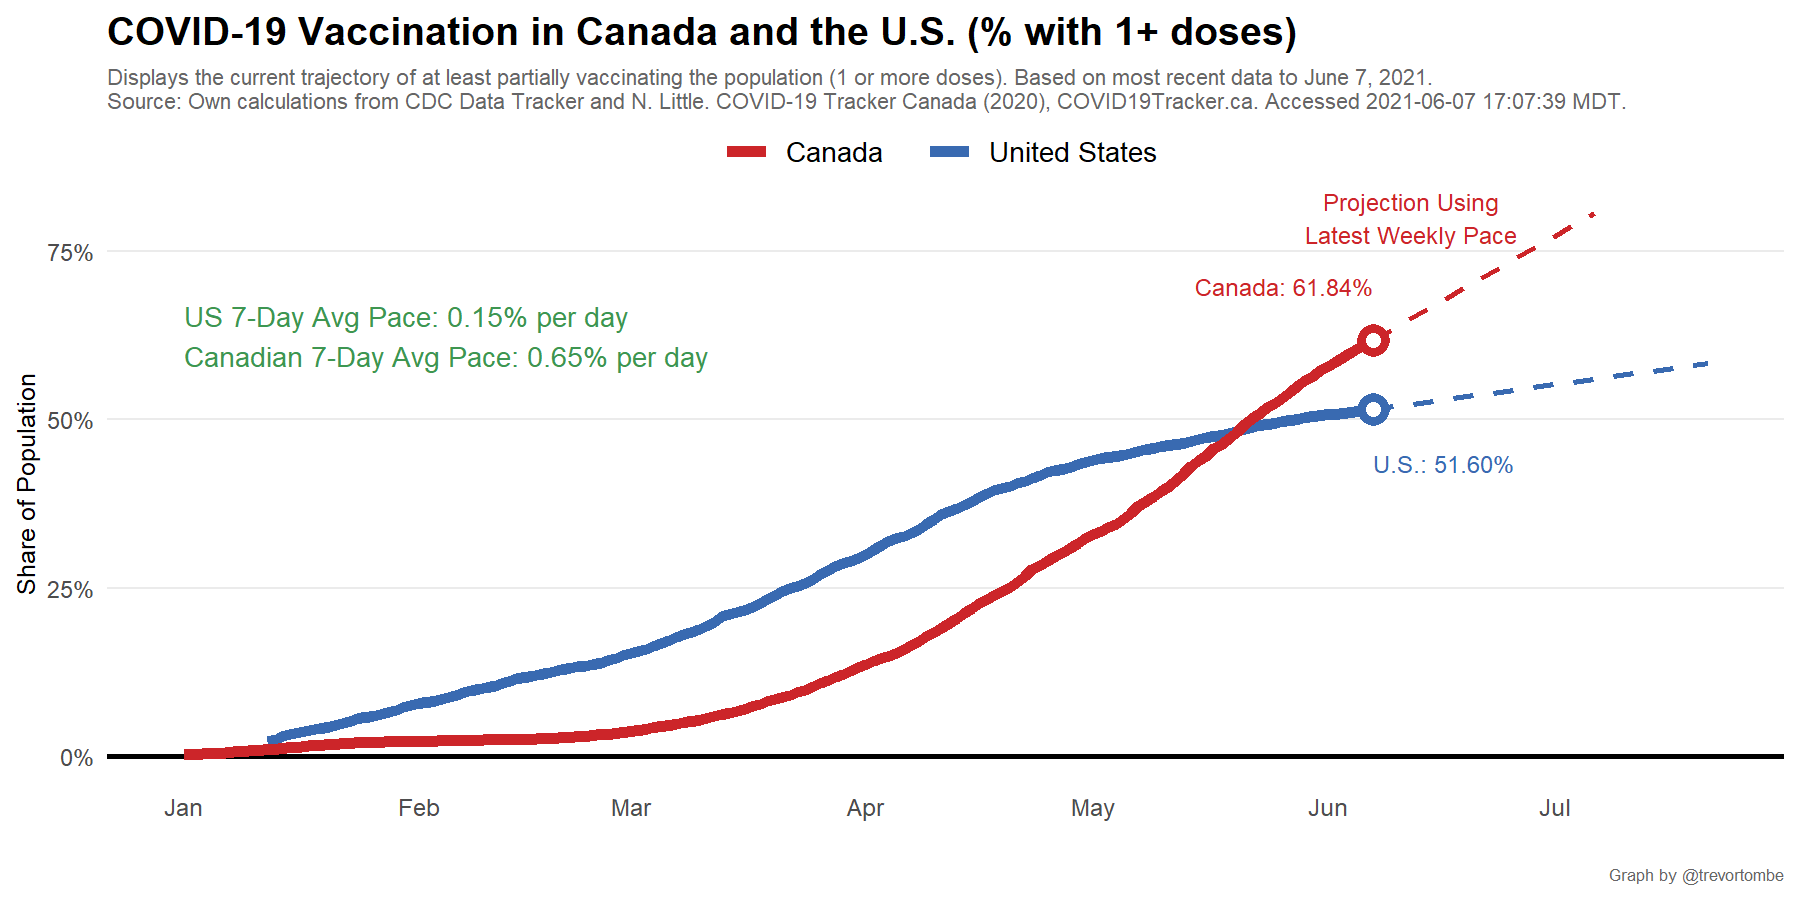 COVID-19 Vaccination in Canada and the U.S. (% with 1+ doses)
Displays the current trajectory of at least partially vaccinating the population (1 or more doses). Based on most recent data to June 7, 2021.
Source: Own calculations from CDC Data Tracker and N. Little. COVID-19 Tracker Canada (2020), COVID19Tracker.ca. Accessed 2021-06-07 17:07:39 MDT.
Canada
United States
Projection Using
Latest Weekly Pace
Canada: 61.84%
US 7-Day Avg Pace: 0.15% per day
Canadian 7-Day Avg Pace: 0.65% per day
U.S.: 51.60%
Share of Population
75%
50%
25%
0%
Jan
Feb
Mar
Apr
May
Jun
Jul
Graph by @trevortombe